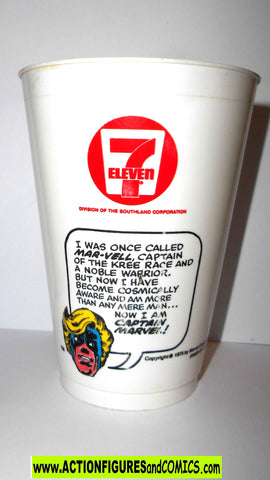 7
ELEVEN
DIVISION OF THE SOUTHLAND CORPORATION
I WAS ONCE CALLED
MAR-VELL, CAPTAIN
OF THE KREE RACE AND
A NOBLE WARRIOR.
BUT NOW I HAVE
BECOME COSMICALLY
AWARE AND AM MORE
THAN ANY MERE MAN...
NOW I AM
CAPTAIN
MARVEL!
Copyright © 1975 by Marvel
www.ACTIONFIGURESandCOMICS.com